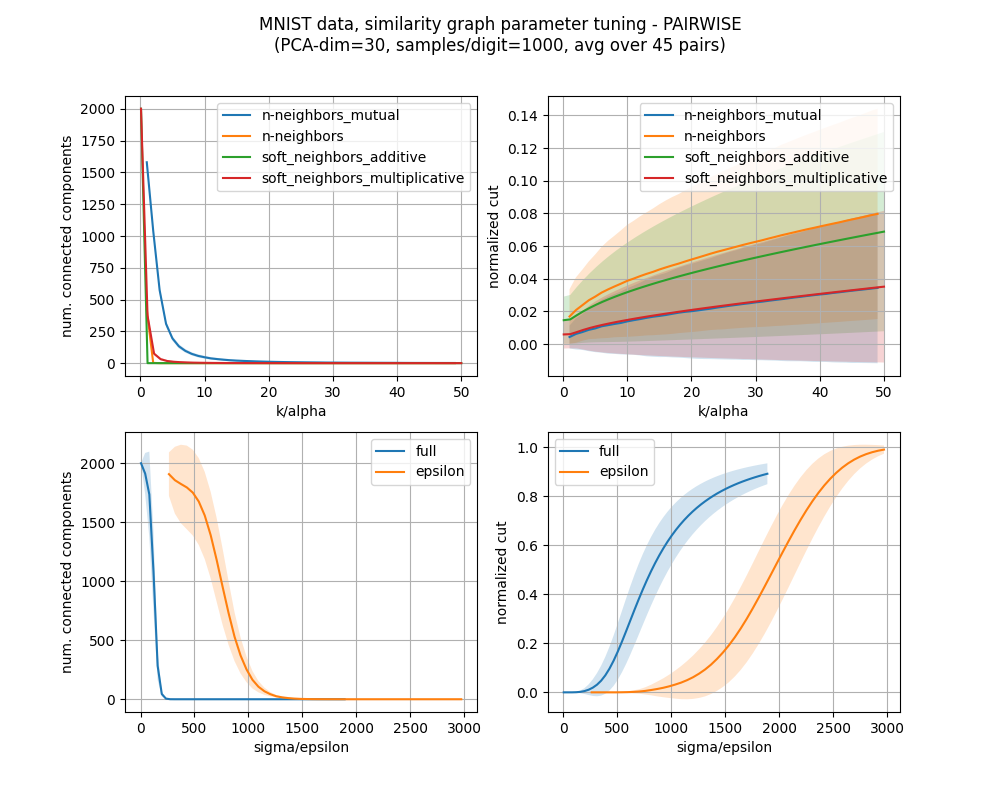 MNIST data, similarity graph parameter tuning - PAIRWISE
(PCA-dim=30, samples/digit=1000, avg over 45 pairs)
num. connected components
2000
1750
1500
1250
1000
750
500
250
0
n-neighbors_mutual
n-neighbors
soft_neighbors_additive
soft_neighbors_multiplicative
0 10 20 30 40 50
k/alpha
normalized cut
0.14
0.12
0.10
0.08
0.06
0.04
0.02
0.00
n-neighbors_mutual
n-neighbors
soft_neighbors_additive
soft_neighbors_multiplicative
0 10 20 30 40 50
k/alpha
num. connected components
2000
1500
1000
500
0
full
epsilon
0 500 1000 1500 2000 2500 3000
sigma/epsilon
normalized cut
1.0
0.8
0.6
0.4
0.2
0.0
full
epsilon
0 500 1000 1500 2000 2500 3000
sigma/epsilon